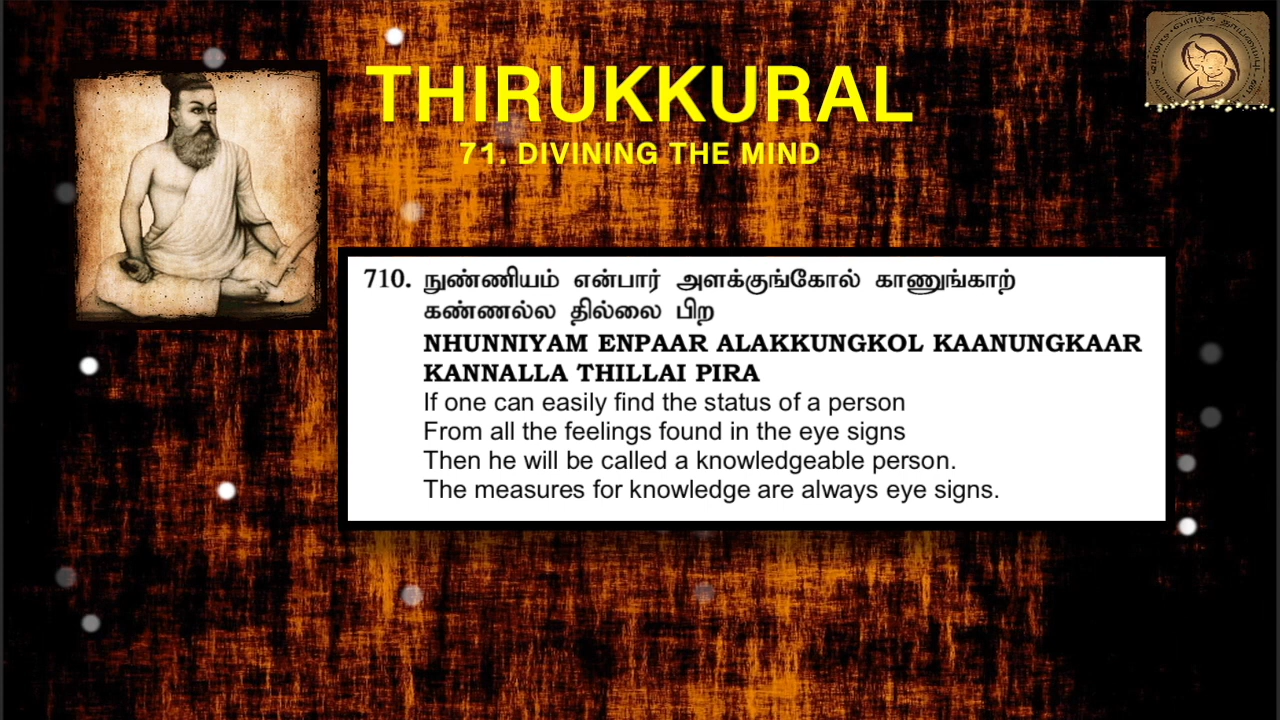 THIRUKKURAL
71. DIVINING THE MIND
710. நுண்ணியம் என்பார் அளக்குங்கோல் காணுங்காற்
கண்ணல்ல தில்லை பிற
NHUNNIYAM ENPAAR ALAKKUNGKOL KAANUNGKAAR
KANNALLA THILLAI PIRA
If one can easily find the status of a person
From all the feelings found in the eye signs
Then he will be called a knowledgeable person.
The measures for knowledge are always eye signs.